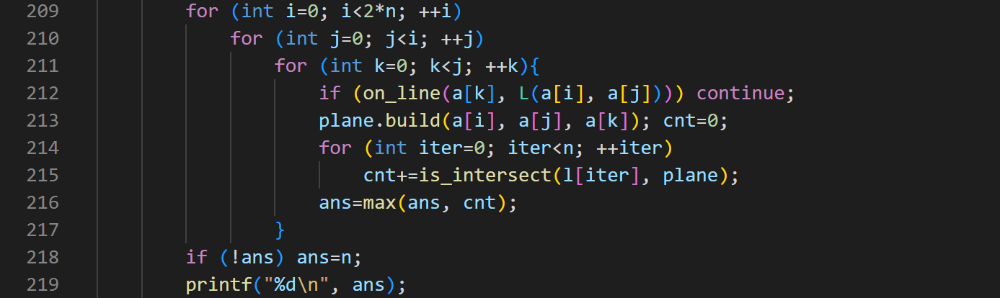 209 for (int i=0; i<2*n; ++i)
210 for (int j=0; j<i; ++j)
211 for (int k=0; k<j; ++k){
212 if (on_line(a[k], L(a[i], a[j]))) continue;
213 plane.build(a[i], a[j], a[k]); cnt=0;
214 for (int iter=0; iter<n; ++iter)
215 cnt+=is_intersect(l[iter], plane);
216 ans=max(ans, cnt);
217 }
218 if (!ans) ans=n;
219 printf("%d\n", ans);